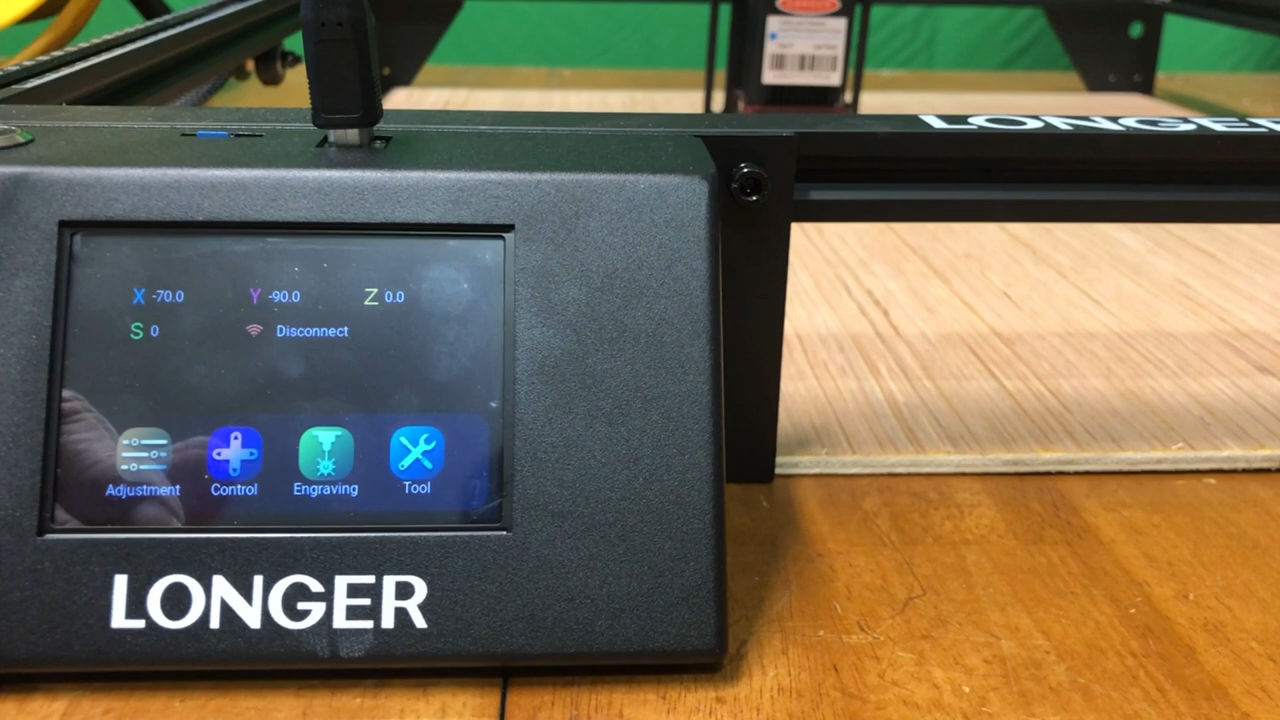 LONGER
X -70.0 Y -90.0 Z 0.0
S 0 Disconnect
Adjustment Control Engraving Tool
LONGER